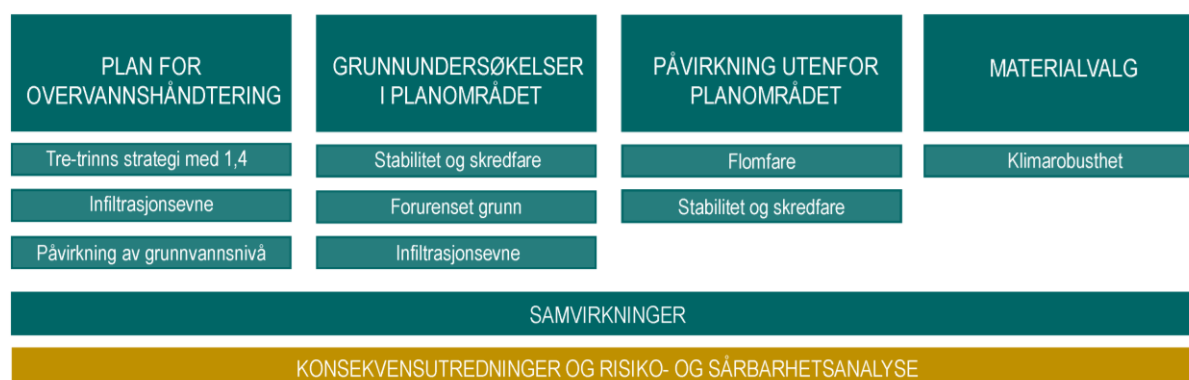 PLAN FOR
OVERVANNSHÅNDTERING
Tre-trinns strategi med 1,4
Infiltrasjonsevne
Påvirkning av grunnvannsnivå
GRUNNUNDERSØKELSER
I PLANOMRÅDET
Stabilitet og skredfare
Forurenset grunn
Infiltrasjonsevne
PÅVIRKNING UTENFOR
PLANOMRÅDET
Flomfare
Stabilitet og skredfare
MATERIALVALG
Klimarobusthet
SAMVIRKNINGER
KONSEKVENSUTREDNINGER OG RISIKO- OG SÅRBARHETSANALYSE